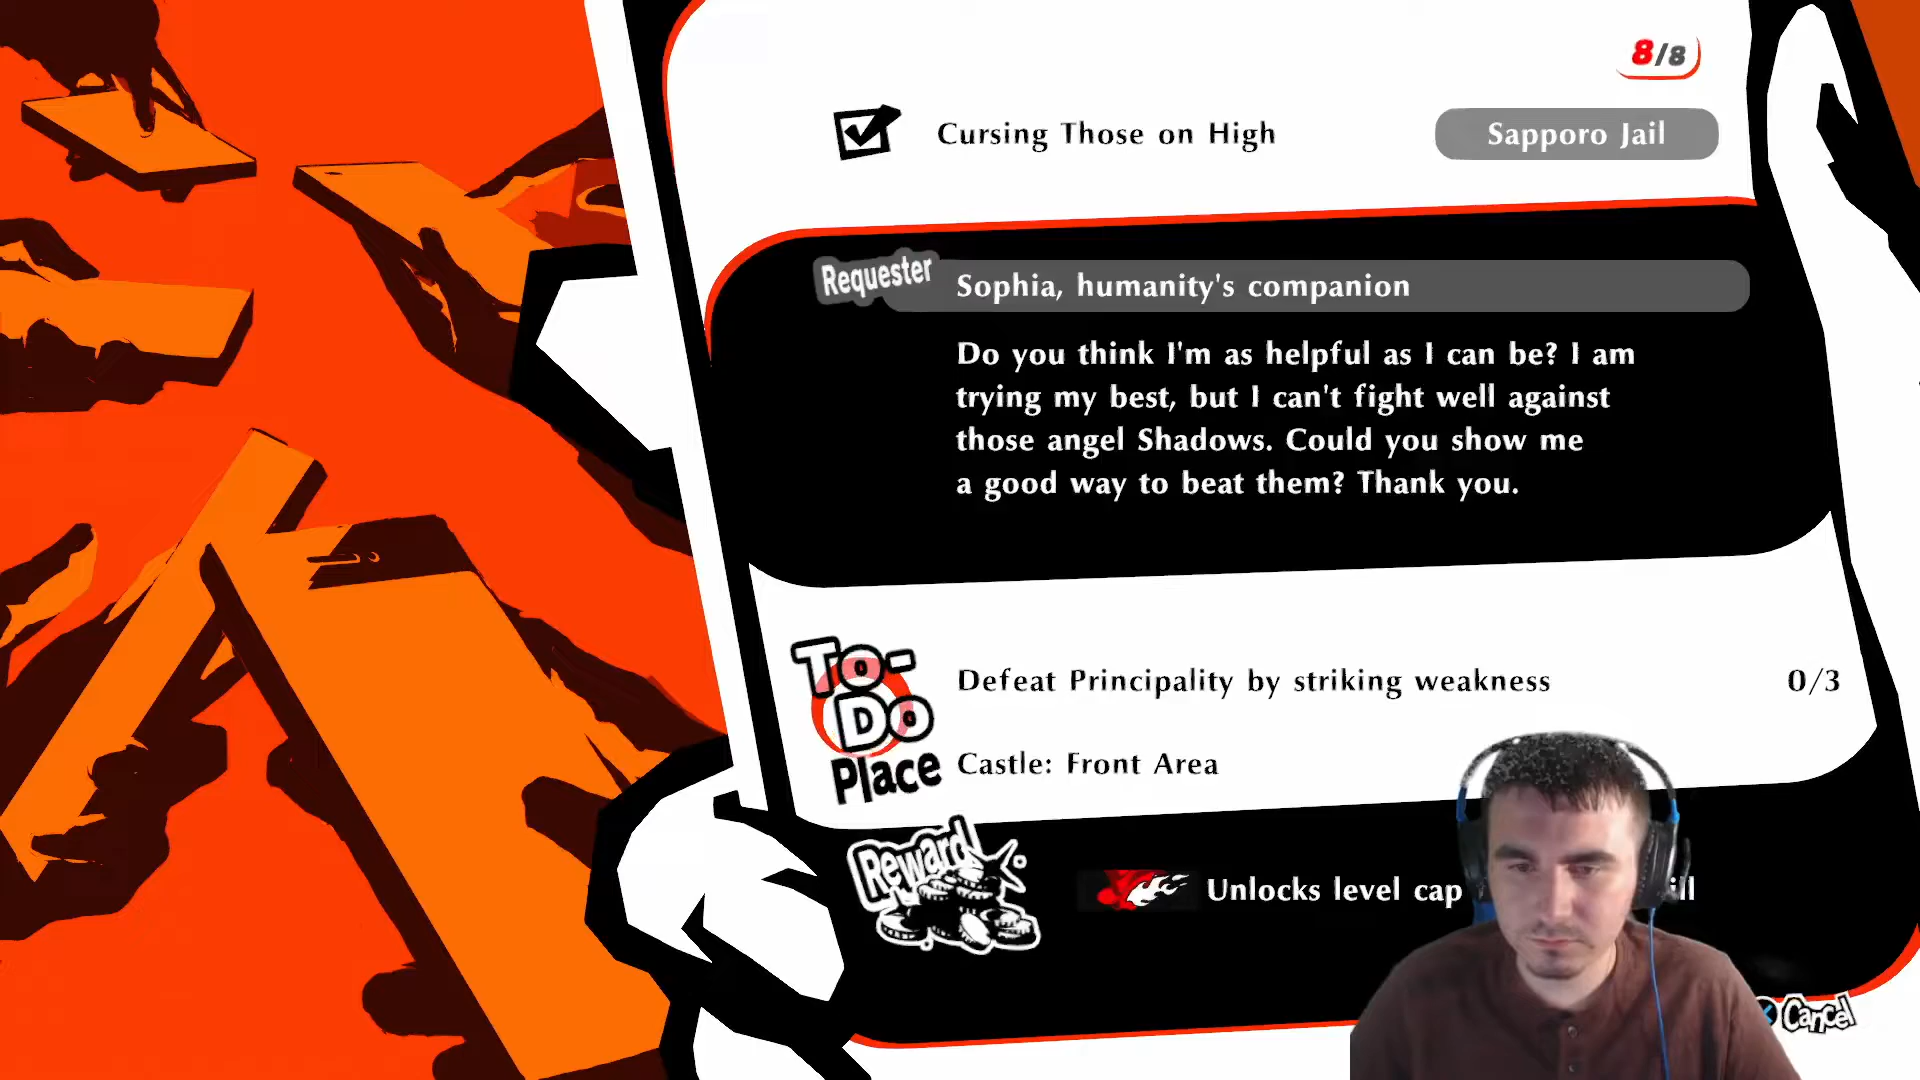 8/8
Cursing Those on High
Sapporo Jail
Requester
Sophia, humanity's companion
Do you think I'm as helpful as I can be? I am
trying my best, but I can't fight well against
those angel Shadows. Could you show me
a good way to beat them? Thank you.
To-Do
Defeat Principality by striking weakness 0/3
Place
Castle: Front Area
Reward
Unlocks level cap
Cancel